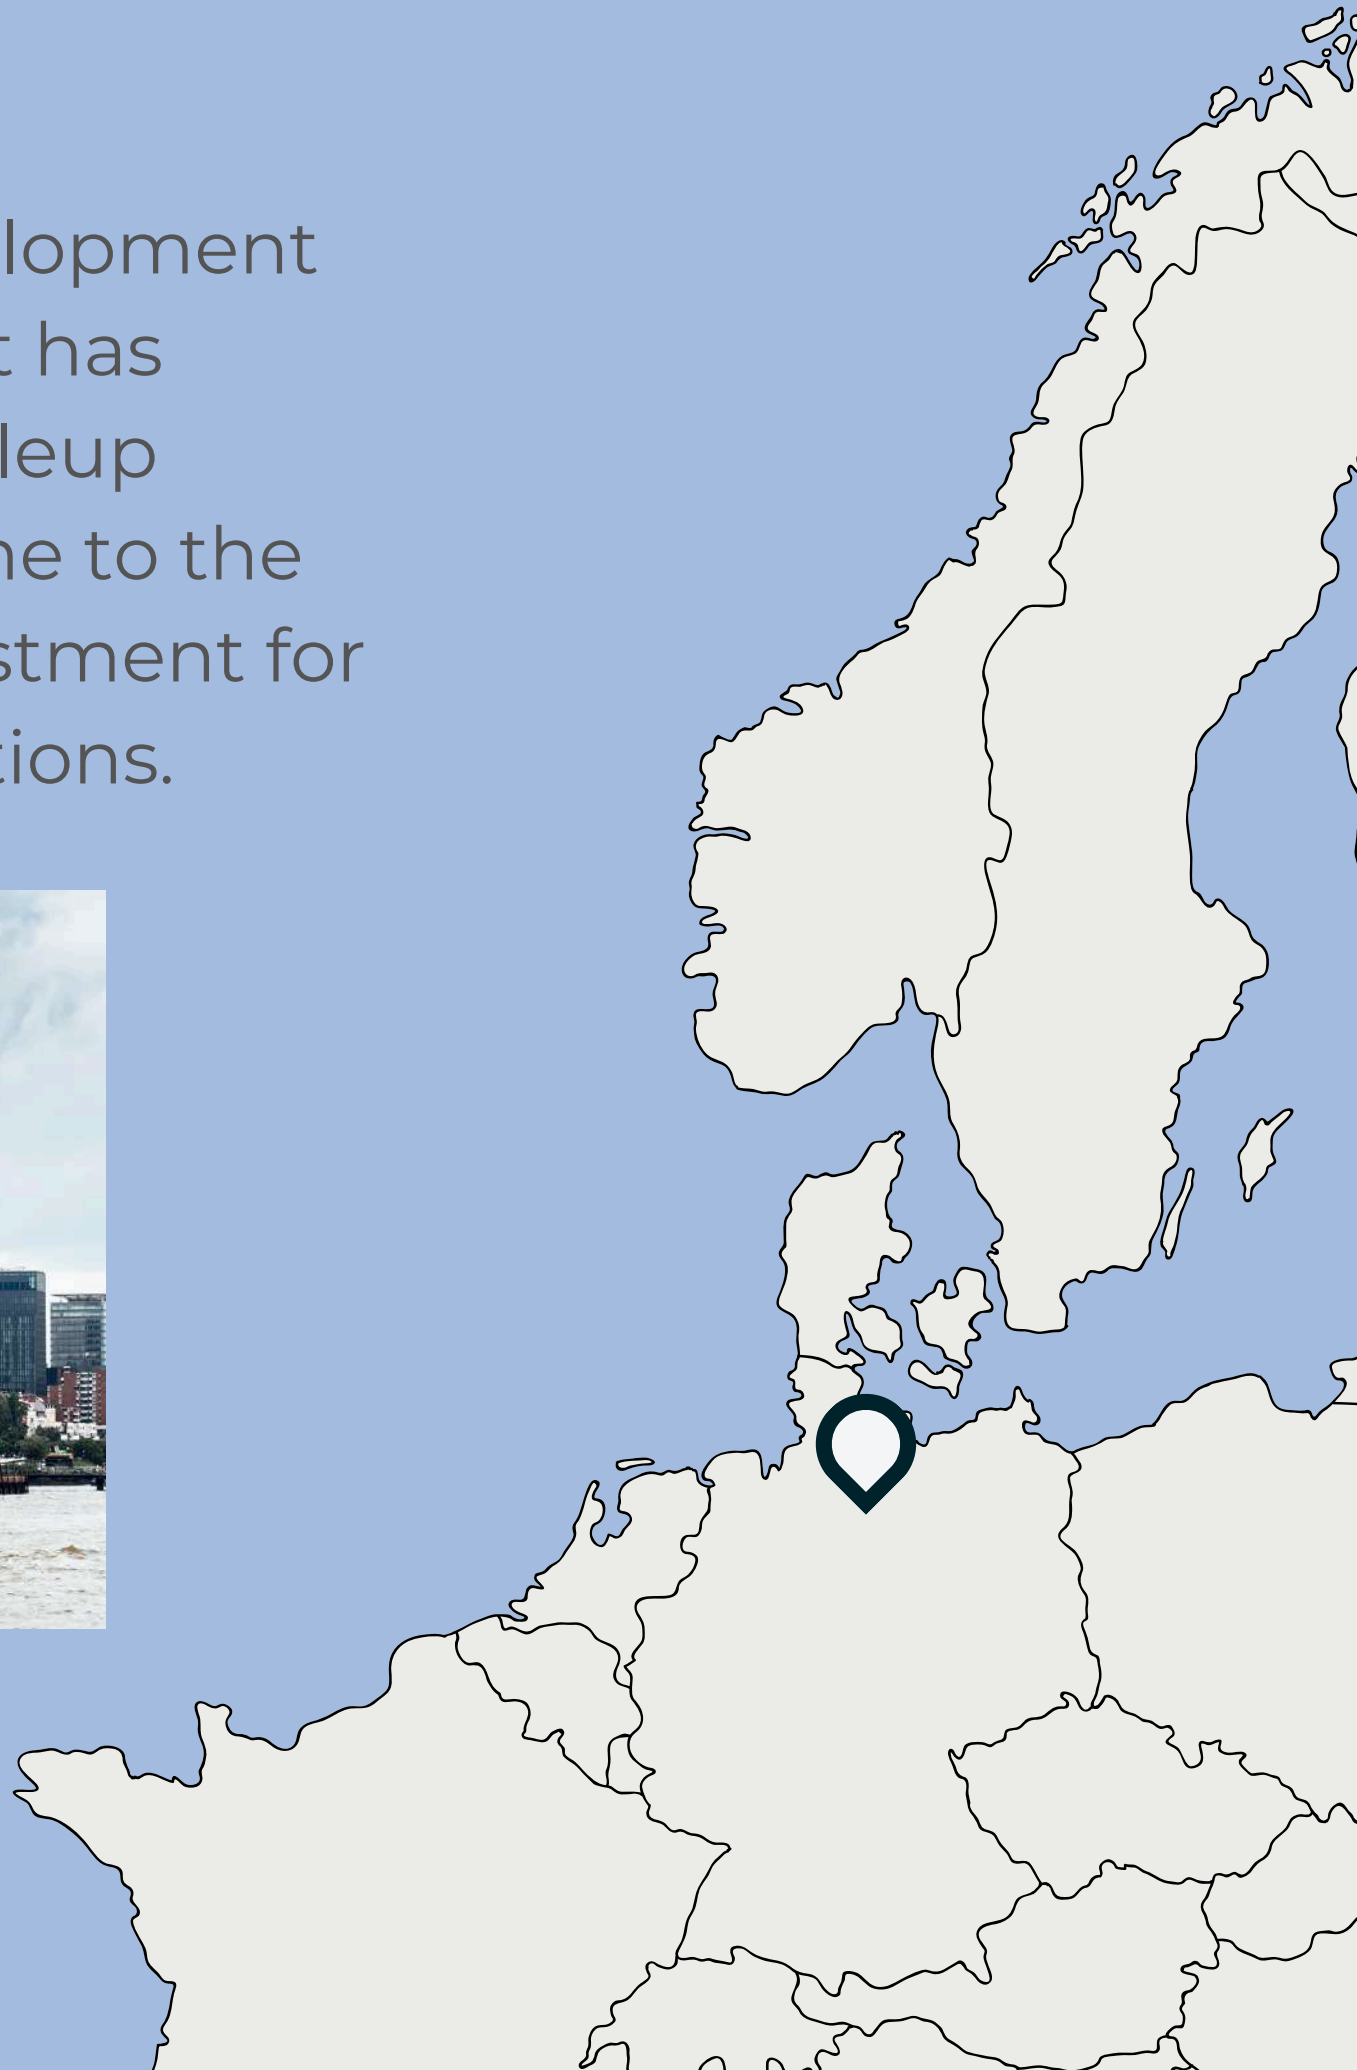 lopment
t has
leup
ne to the
stment for
tions.